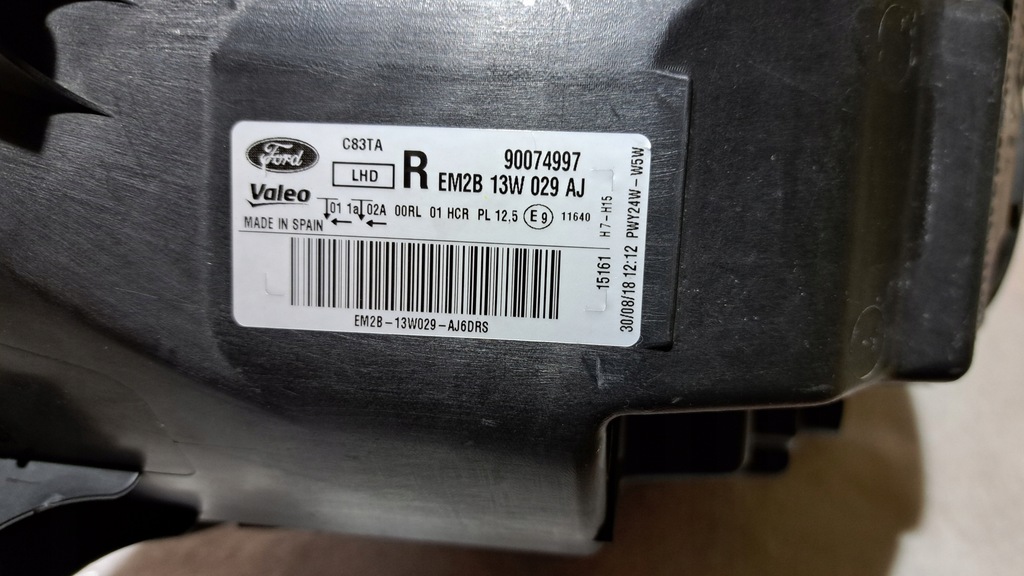 Ford
C83TA
Valeo
LHD
R
90074997
EM2B 13W 029 AJ
MADE IN SPAIN
01 1a 02A 00RL 01 HCR PL 12.5 E9 11640
EM2B-13W029-AJ6DRS
15161 H7-H15
30/08/18 12:12 PWY24W-W5W